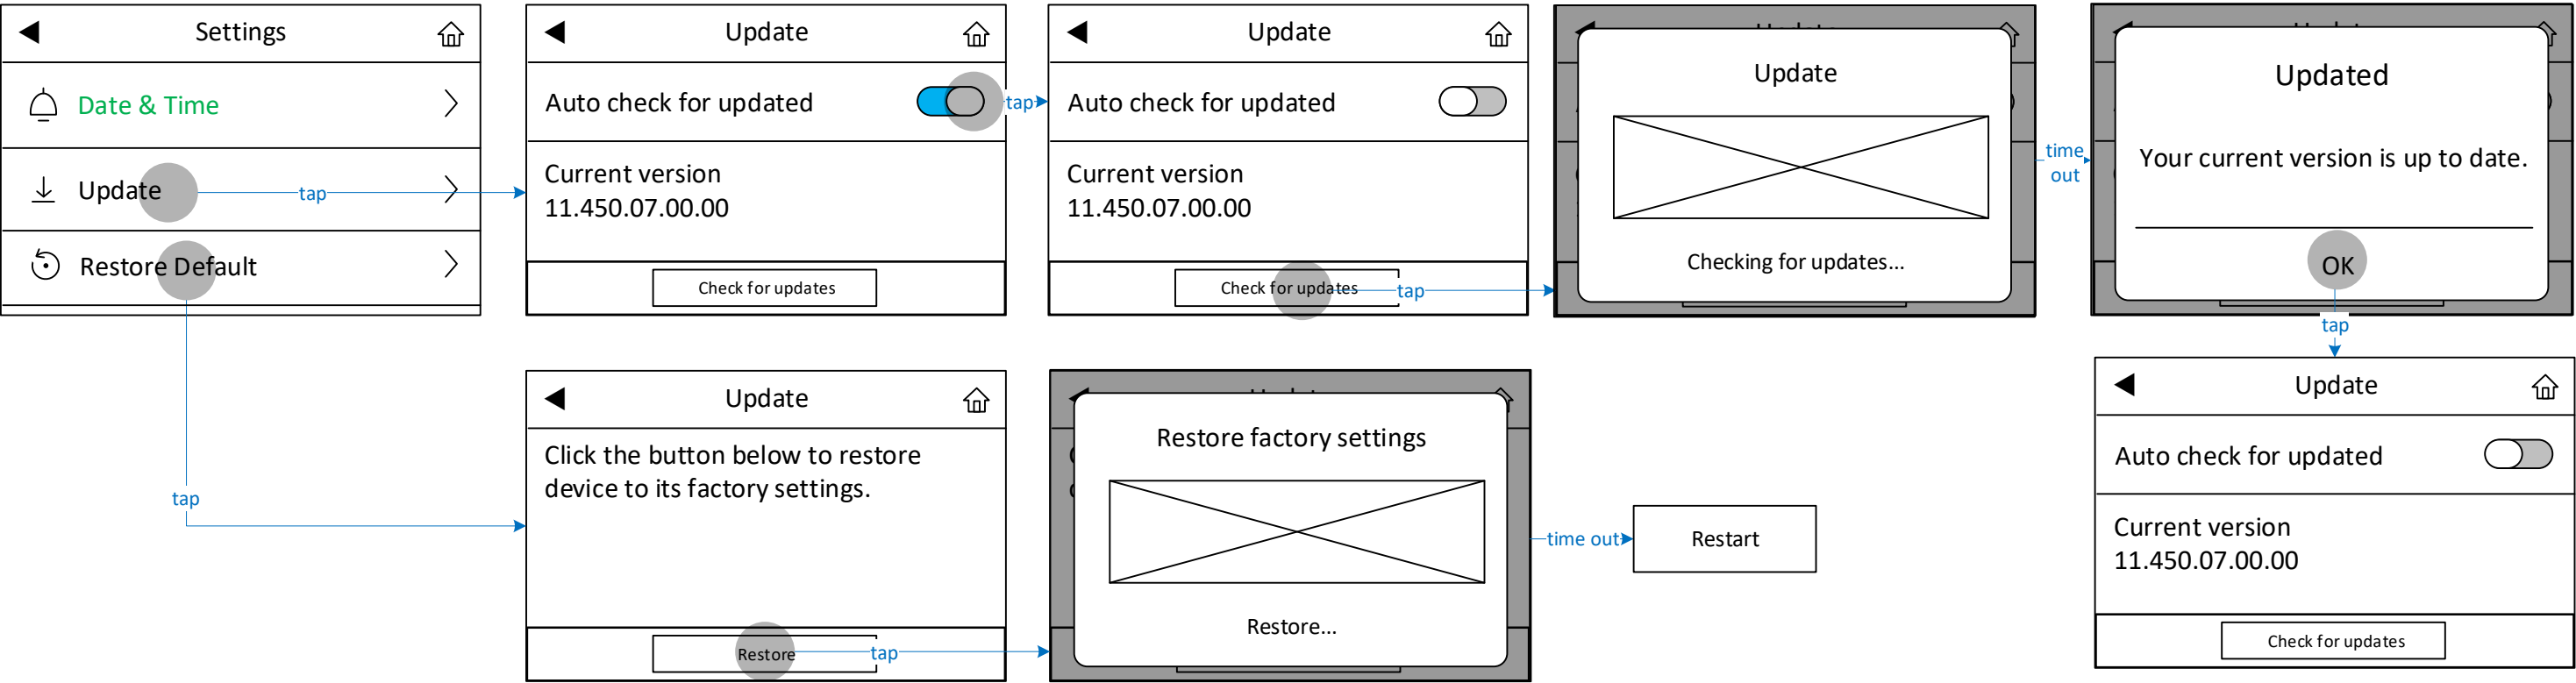 Settings
Date & Time
Update
Restore Default
tap
tap
Update
Auto check for updated
Current version
11.450.07.00.00
Check for updates
tap
Update
Auto check for updated
Current version
11.450.07.00.00
Check for updates
tap
Update
Checking for updates...
time
out
Updated
Your current version is up to date.
OK
tap
Update
Auto check for updated
Current version
11.450.07.00.00
Check for updates
Update
Click the button below to restore
device to its factory settings.
Restore
tap
Restore factory settings
Restore...
time out
Restart